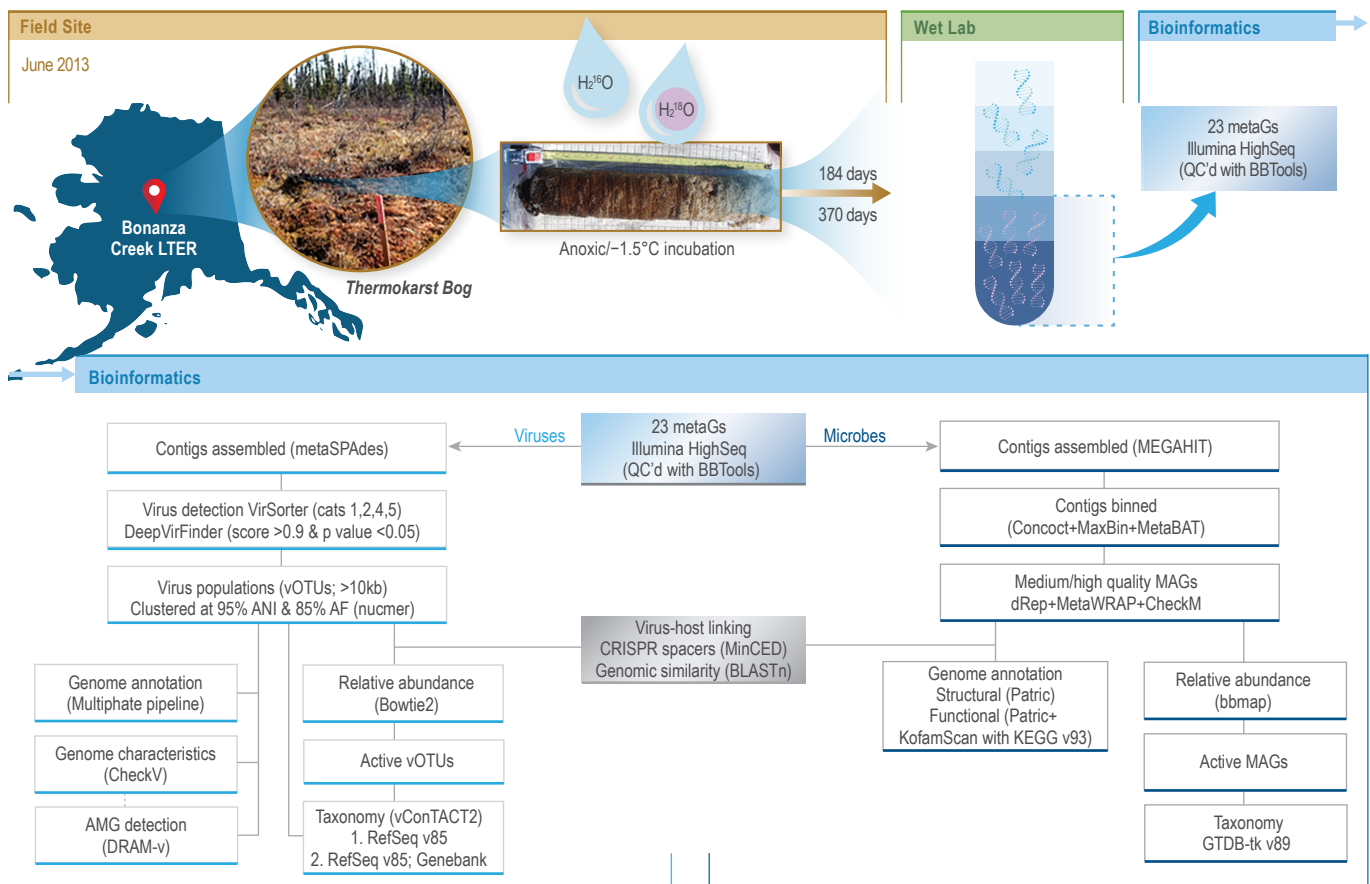 Field Site
June 2013
Bonanza
Creek LTER
Thermokarst Bog
H₂¹⁶O
H₂¹⁸O
Anoxic/−1.5°C incubation
184 days
370 days
Wet Lab
Bioinformatics
23 metaGs
Illumina HighSeq
(QC'd with BBTools)
Bioinformatics
Viruses
23 metaGs
Illumina HighSeq
(QC'd with BBTools)
Microbes
Contigs assembled (metaSPAdes)
Virus detection VirSorter (cats 1,2,4,5)
DeepVirFinder (score >0.9 & p value <0.05)
Virus populations (vOTUs; >10kb)
Clustered at 95% ANI & 85% AF (nucmer)
Genome annotation
(Multiphate pipeline)
Genome characteristics
(CheckV)
AMG detection
(DRAM-v)
Relative abundance
(Bowtie2)
Active vOTUs
Taxonomy (vConTACT2)
1. RefSeq v85
2. RefSeq v85; Genebank
Virus-host linking
CRISPR spacers (MinCED)
Genomic similarity (BLASTn)
Contigs assembled (MEGAHIT)
Contigs binned
(Concoct+MaxBin+MetaBAT)
Medium/high quality MAGs
dRep+MetaWRAP+CheckM
Genome annotation
Structural (Patric)
Functional (Patric+
KofamScan with KEGG v93)
Relative abundance
(bbmap)
Active MAGs
Taxonomy
GTDB-tk v89